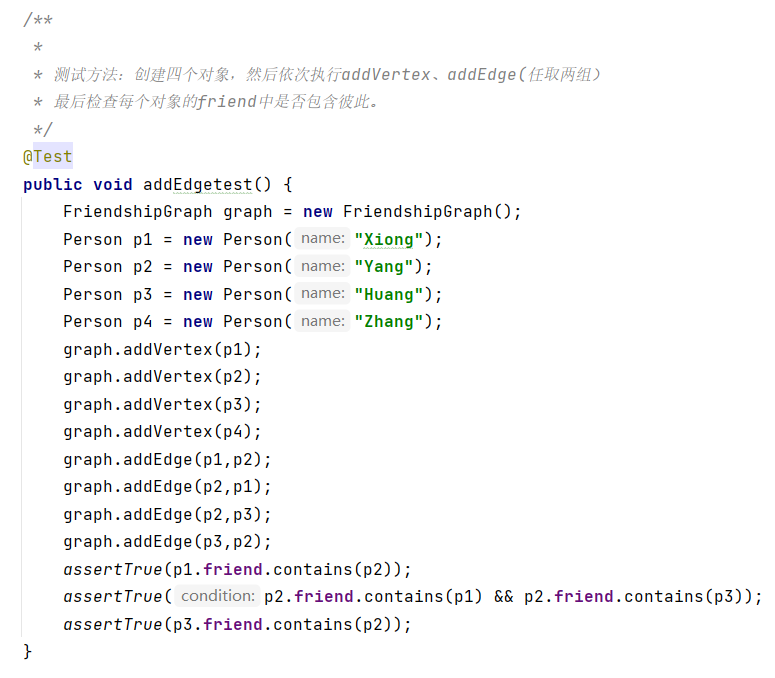 /**
 *
 * 测试方法：创建四个对象，然后依次执行addVertex、addEdge(任取两组）
 * 最后检查每个对象的friend中是否包含彼此。
 */
@Test
public void addEdgetest() {
    FriendshipGraph graph = new FriendshipGraph();
    Person p1 = new Person( name: "Xiong");
    Person p2 = new Person( name: "Yang");
    Person p3 = new Person( name: "Huang");
    Person p4 = new Person( name: "Zhang");
    graph.addVertex(p1);
    graph.addVertex(p2);
    graph.addVertex(p3);
    graph.addVertex(p4);
    graph.addEdge(p1,p2);
    graph.addEdge(p2,p1);
    graph.addEdge(p2,p3);
    graph.addEdge(p3,p2);
    assertTrue(p1.friend.contains(p2));
    assertTrue( condition: p2.friend.contains(p1) && p2.friend.contains(p3));
    assertTrue(p3.friend.contains(p2));
}